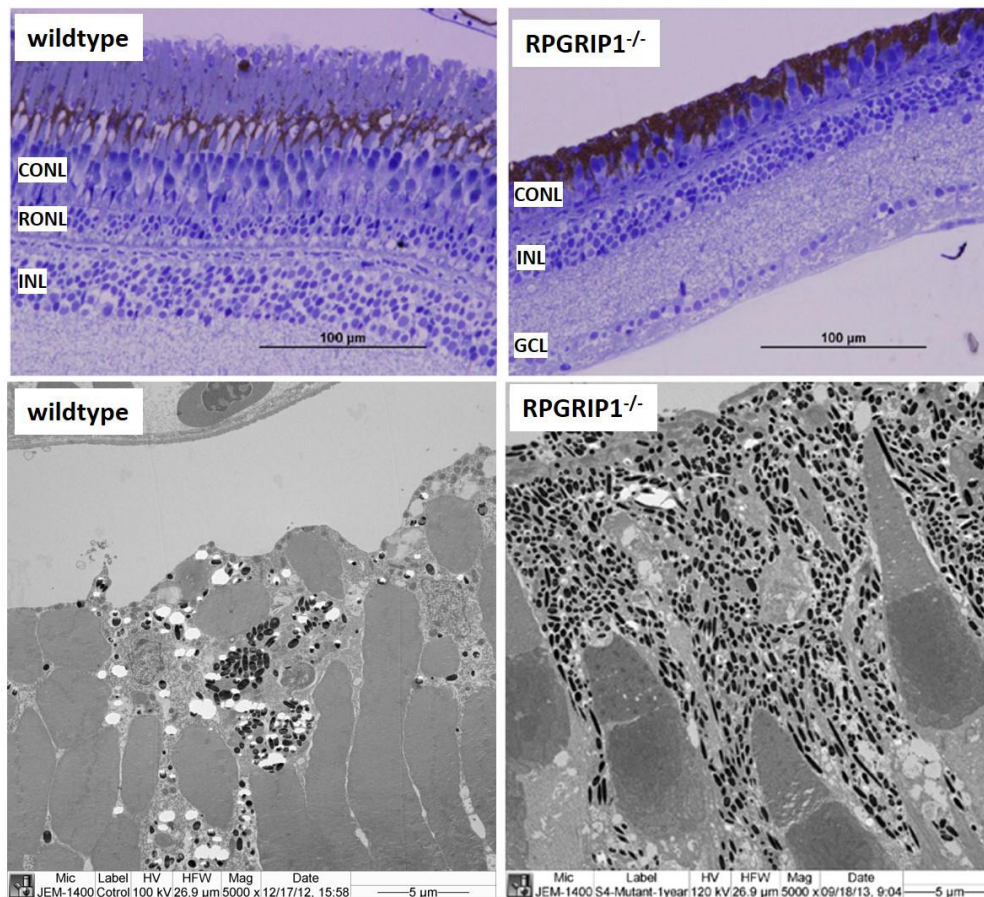 wildtype
CONL
RONL
INL
100 µm
RPGRIP1-/-
CONL
INL
GCL
100 µm
wildtype
Mic Label HV HFW Mag Date
JEM-1400 Cotrol 100 kV 26.9 µm 5000 x 12/17/12, 15:58 5 µm
RPGRIP1-/-
Mic Label HV HFW Mag Date
JEM-1400 S4-Mutant-1year 120 kV 26.9 µm 5000 x 09/18/13, 9:04 5 µm